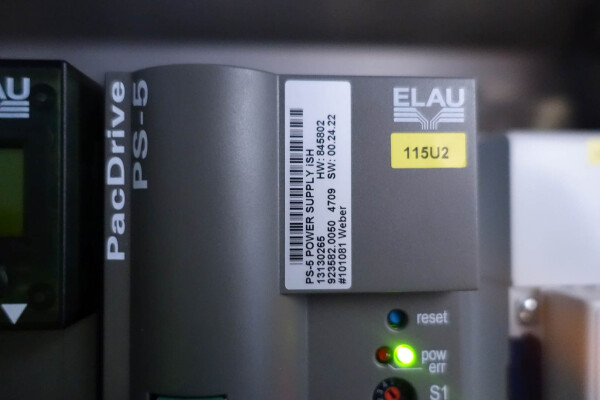 ELAU
PacDrive
PS-5
PS-5 POWER SUPPLY iSH
13130265 HW: 845802
923582.0050 4709 SW: 00.24.22
#101081 Weber
ELAU
115U2
reset
pow
err
S1